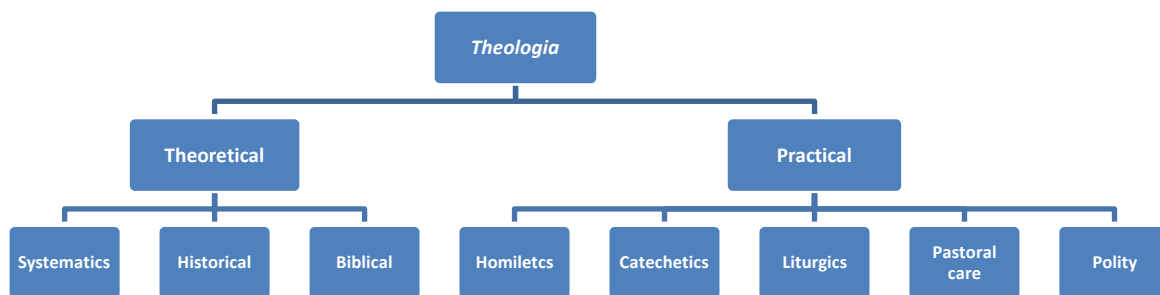 Theologia
Theoretical
Practical
Systematics
Historical
Biblical
Homiletcs
Catechetics
Liturgics
Pastoral
care
Polity